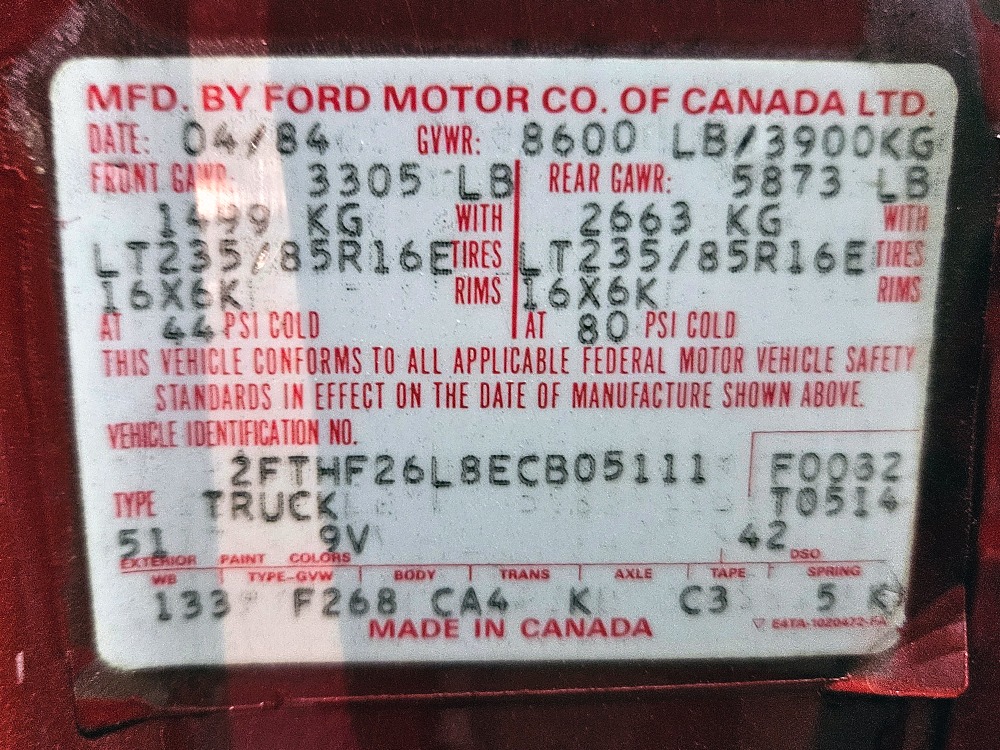 MFD. BY FORD MOTOR CO. OF CANADA LTD.
DATE: 04/84 GVWR: 8600 LB/3900KG
FRONT GAWR: 3305 LB REAR GAWR: 5873 LB
1499 KG WITH 2663 KG WITH
LT235/85R16E TIRES LT235/85R16E TIRES
16X6K RIMS 16X6K RIMS
AT 44 PSI COLD AT 80 PSI COLD
THIS VEHICLE CONFORMS TO ALL APPLICABLE FEDERAL MOTOR VEHICLE SAFETY
STANDARDS IN EFFECT ON THE DATE OF MANUFACTURE SHOWN ABOVE.
VEHICLE IDENTIFICATION NO.
2FTHF26L8ECB05111 F0032
TYPE TRUCK T0514
51 9V 42
EXTERIOR PAINT COLORS DSO
WB TYPE-GVW BODY TRANS AXLE TAPE SPRING
133 F268 CA4 K C3 5 K
MADE IN CANADA